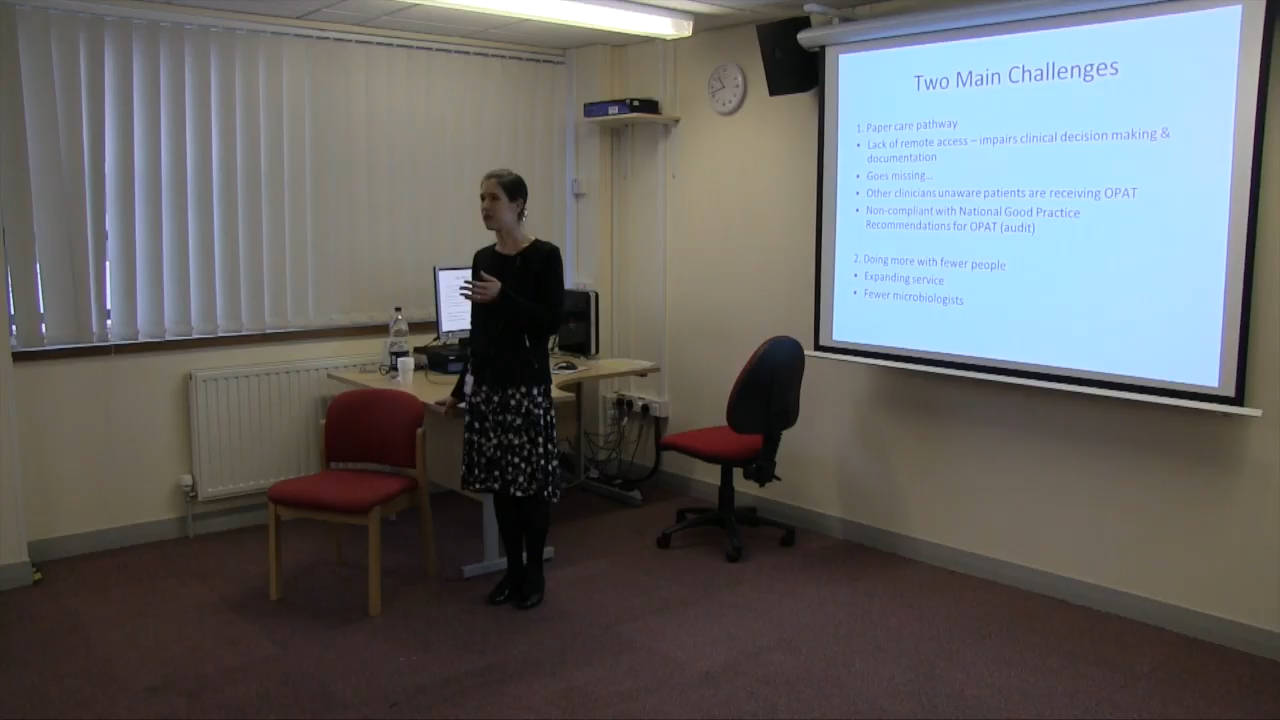 Two Main Challenges
1. Paper care pathway
• Lack of remote access – impairs clinical decision making &
documentation
• Goes missing...
• Other clinicians unaware patients are receiving OPAT
• Non-compliant with National Good Practice
Recommendations for OPAT (audit)
2. Doing more with fewer people
• Expanding service
• Fewer microbiologists